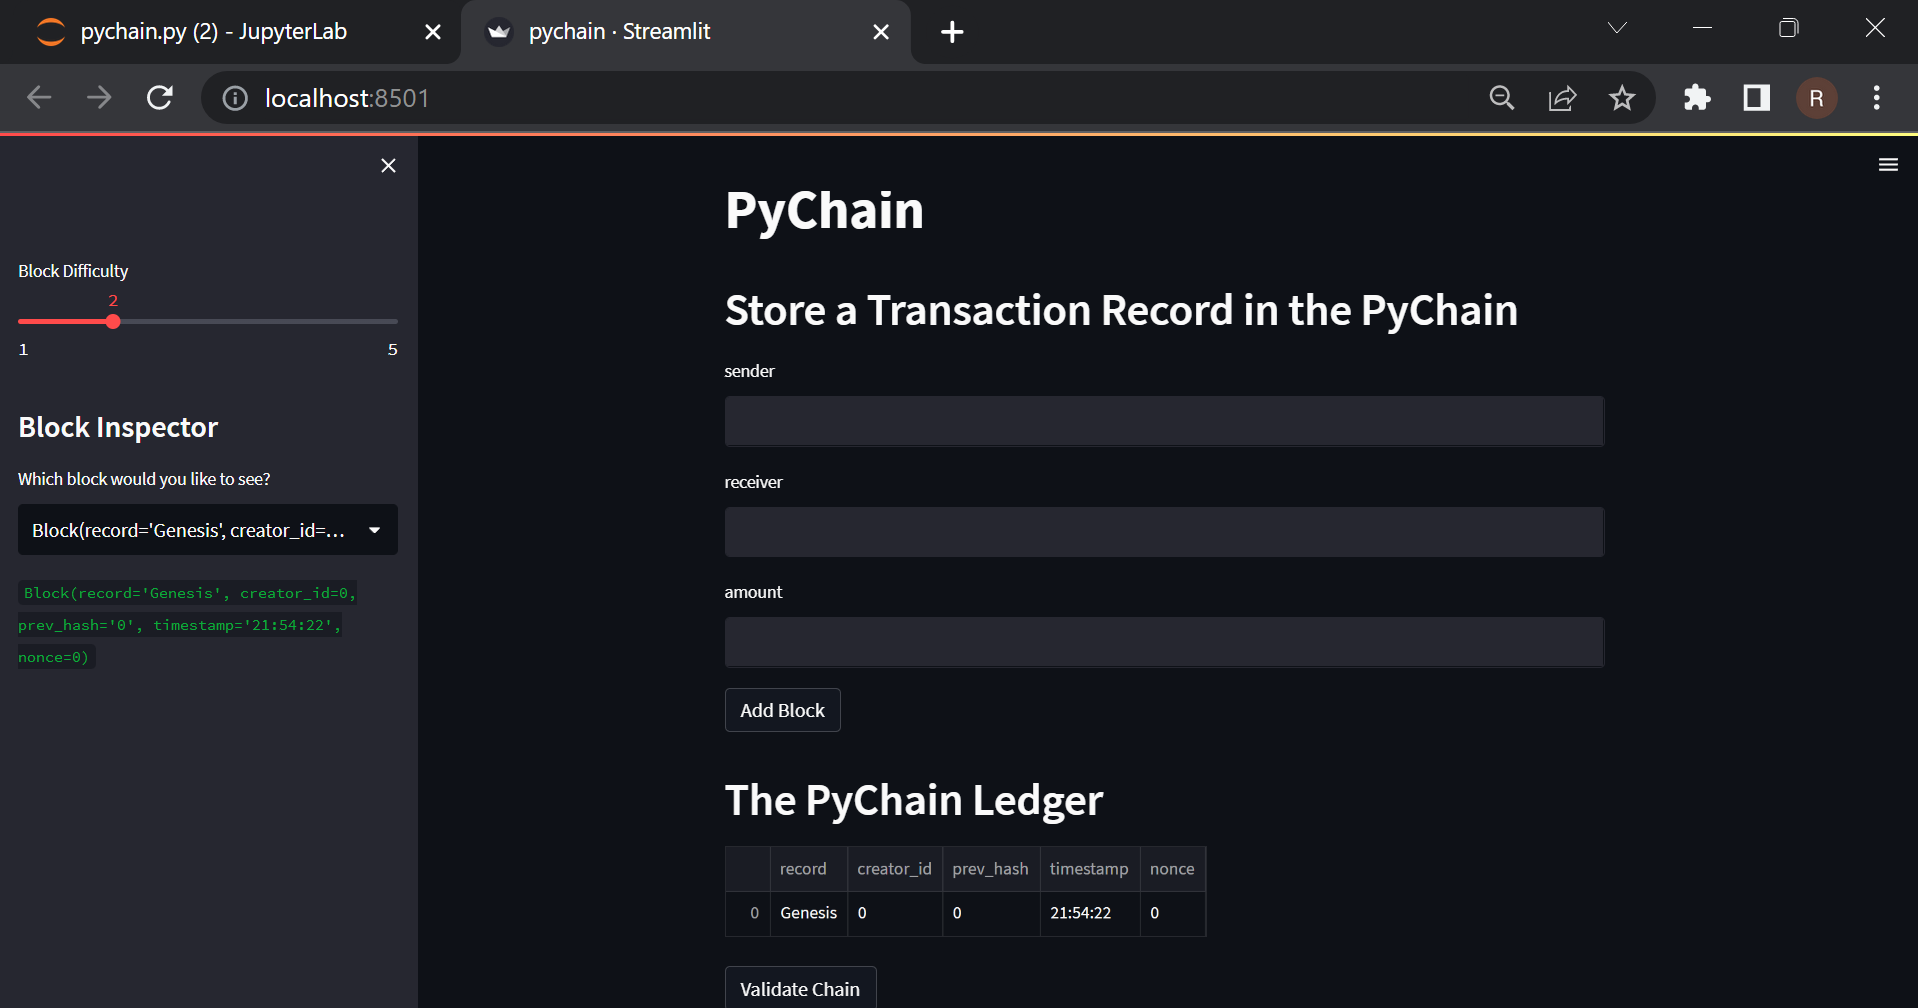 pychain.py (2) - JupyterLab
pychain · Streamlit
localhost:8501
R
Block Difficulty
2
1 5
Block Inspector
Which block would you like to see?
Block(record='Genesis', creator_id=...
Block(record='Genesis', creator_id=0,
prev_hash='0', timestamp='21:54:22',
nonce=0)
PyChain
Store a Transaction Record in the PyChain
sender
receiver
amount
Add Block
The PyChain Ledger
record creator_id prev_hash timestamp nonce
0 Genesis 0 0 21:54:22 0
Validate Chain